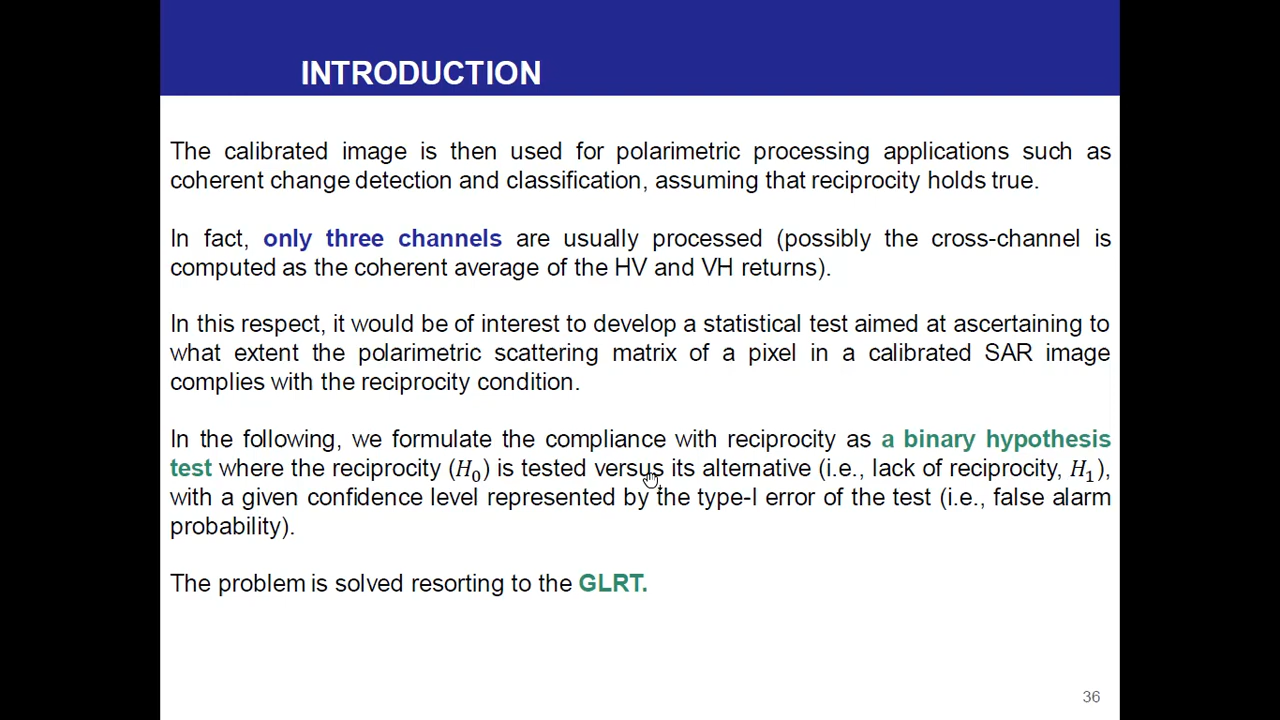 INTRODUCTION
The calibrated image is then used for polarimetric processing applications such as
coherent change detection and classification, assuming that reciprocity holds true.
In fact, only three channels are usually processed (possibly the cross-channel is
computed as the coherent average of the HV and VH returns).
In this respect, it would be of interest to develop a statistical test aimed at ascertaining to
what extent the polarimetric scattering matrix of a pixel in a calibrated SAR image
complies with the reciprocity condition.
In the following, we formulate the compliance with reciprocity as a binary hypothesis
test where the reciprocity (H₀) is tested versus its alternative (i.e., lack of reciprocity, H₁),
with a given confidence level represented by the type-I error of the test (i.e., false alarm
probability).
The problem is solved resorting to the GLRT.
36